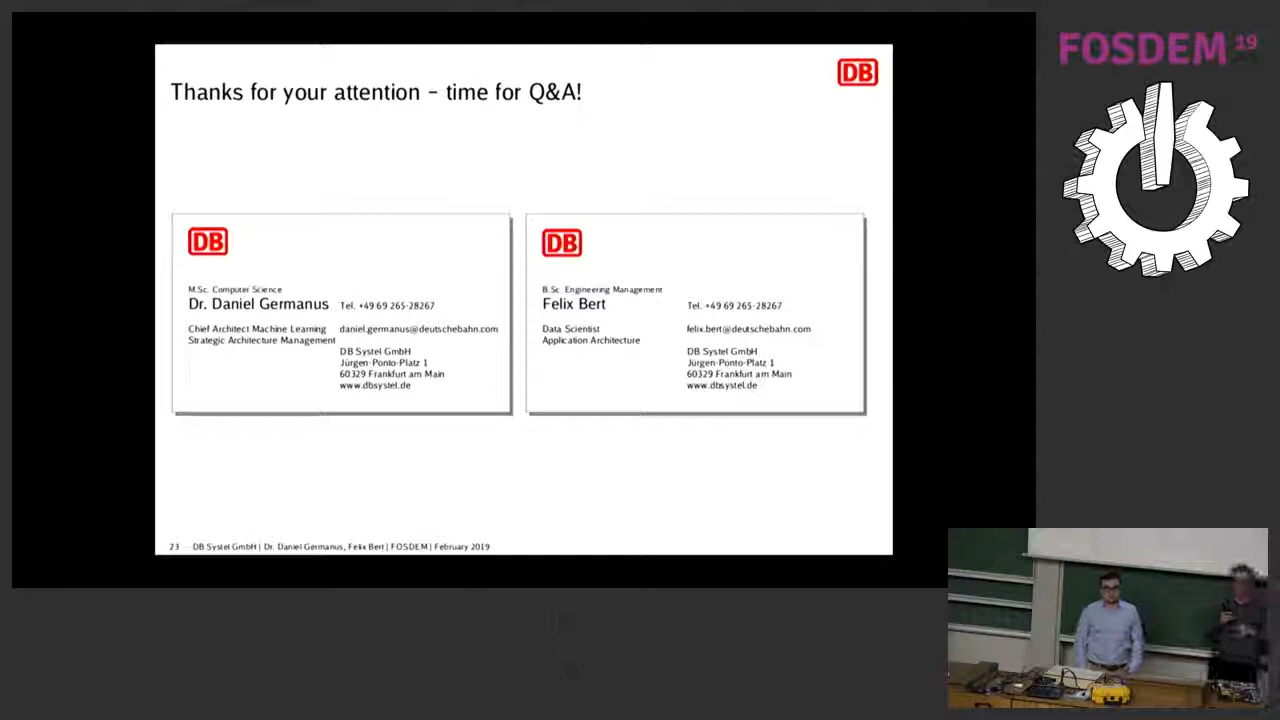 FOSDEM 19
DB
Thanks for your attention – time for Q&A!
DB
M.Sc. Computer Science
Dr. Daniel Germanus Tel. +49 69 265-28267
Chief Architect Machine Learning daniel.germanus@deutschebahn.com
Strategic Architecture Management
DB Systel GmbH
Jürgen-Ponto-Platz 1
60329 Frankfurt am Main
www.dbsystel.de
DB
B.Sc. Engineering Management
Felix Bert Tel. +49 69 265-28267
Data Scientist felix.bert@deutschebahn.com
Application Architecture
DB Systel GmbH
Jürgen-Ponto-Platz 1
60329 Frankfurt am Main
www.dbsystel.de
23 DB Systel GmbH | Dr. Daniel Germanus, Felix Bert | FOSDEM | February 2019